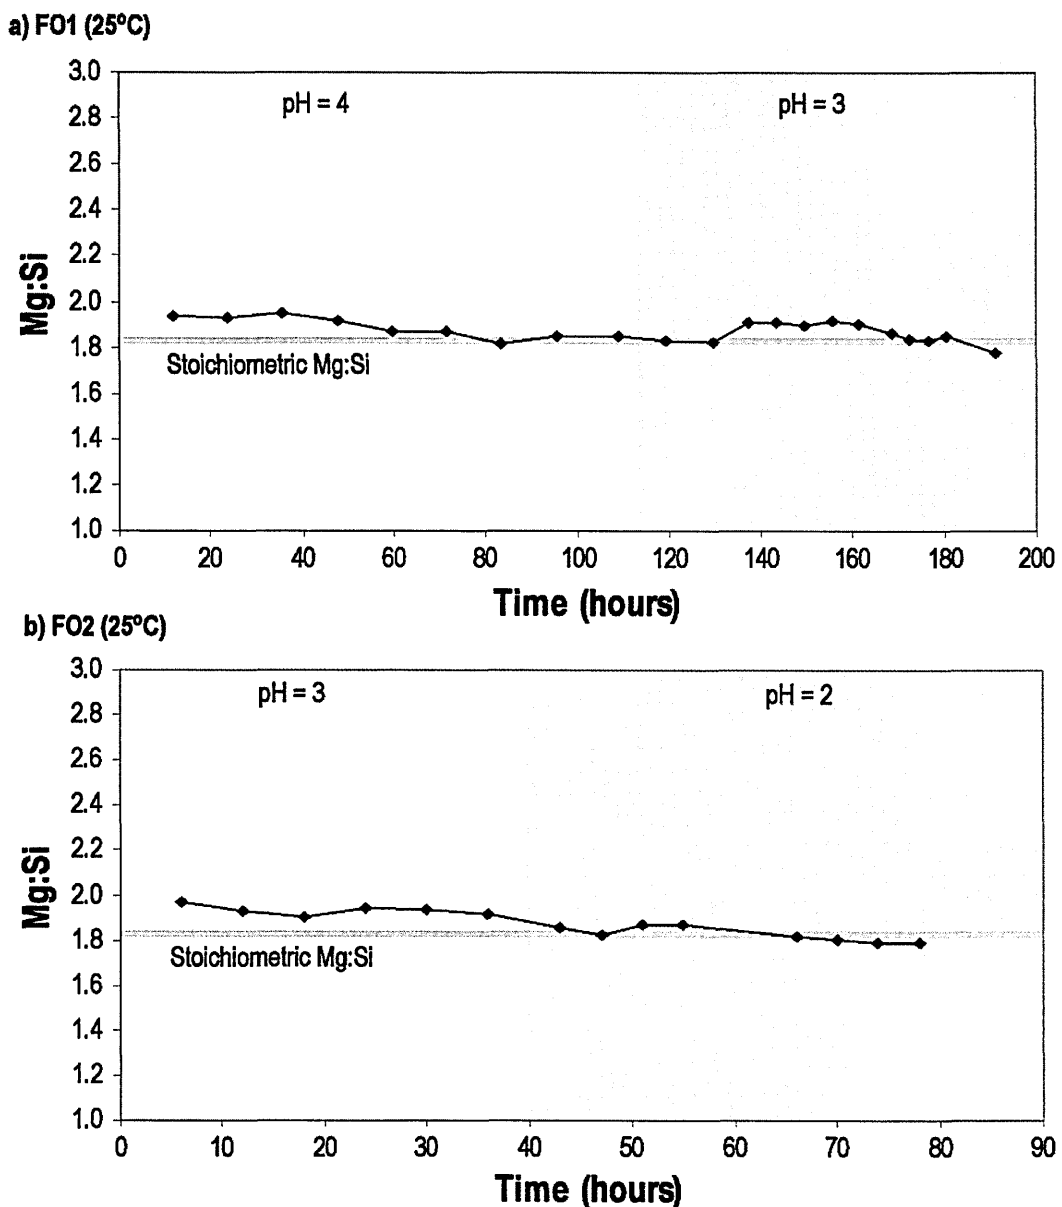 a) FO1 (25ºC)
3.0
2.8
2.6
2.4
2.2
2.0
1.8
1.6
1.4
1.2
1.0
Mg:Si
pH = 4
pH = 3
Stoichiometric Mg:Si
0 20 40 60 80 100 120 140 160 180 200
Time (hours)
b) FO2 (25ºC)
3.0
2.8
2.6
2.4
2.2
2.0
1.8
1.6
1.4
1.2
1.0
Mg:Si
pH = 3
pH = 2
Stoichiometric Mg:Si
0 10 20 30 40 50 60 70 80 90
Time (hours)